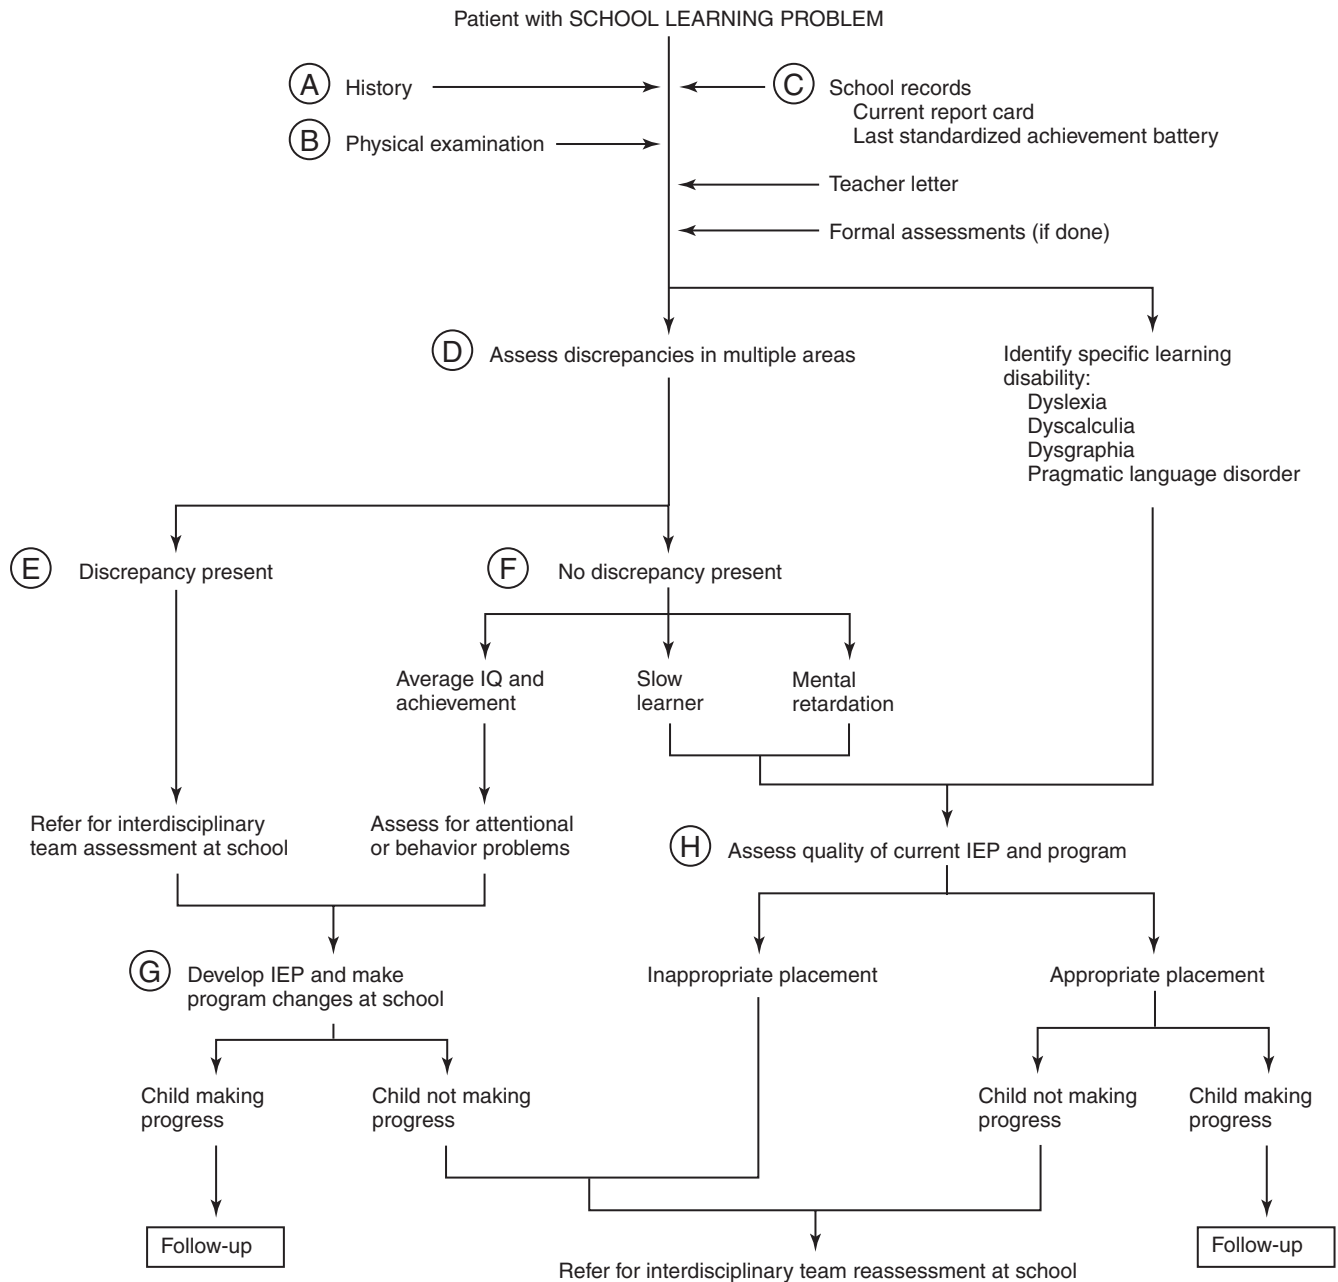 Patient with SCHOOL LEARNING PROBLEM
A History
C School records
Current report card
Last standardized achievement battery
B Physical examination
Teacher letter
Formal assessments (if done)
D Assess discrepancies in multiple areas
Identify specific learning
disability:
Dyslexia
Dyscalculia
Dysgraphia
Pragmatic language disorder
E Discrepancy present
F No discrepancy present
Average IQ and
achievement
Slow
learner
Mental
retardation
Refer for interdisciplinary
team assessment at school
Assess for attentional
or behavior problems
H Assess quality of current IEP and program
G Develop IEP and make
program changes at school
Inappropriate placement
Appropriate placement
Child making
progress
Child not making
progress
Child not making
progress
Child making
progress
Follow-up
Follow-up
Refer for interdisciplinary team reassessment at school